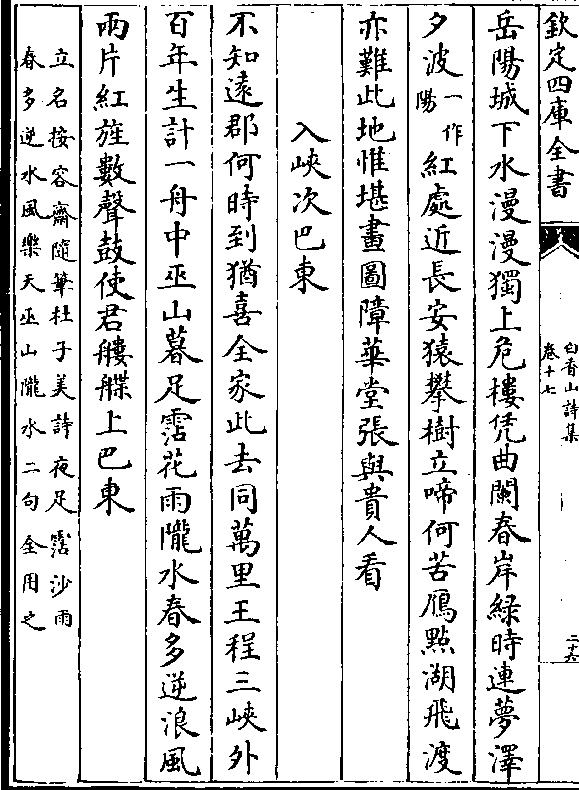 欽定四庫全書
白香山詩集
卷十七
二十六
岳陽城下水漫漫獨上危樓凭曲闌春岸綠時連夢澤
夕波一作陽紅處近長安猿攀樹立啼何苦鴈點湖飛渡
亦難此地惟堪畫圖障華堂張與貴人看
入峽次巴東
不知遠郡何時到猶喜全家此去同萬里王程三峽外
百年生計一舟中巫山暮足霑花雨隴水春多逆浪風
兩片紅旌數聲鼓使君艛艓上巴東
立名按容齋隨筆杜子美詩夜足霑沙雨
春多逆水風樂天巫山隴水二句全用之